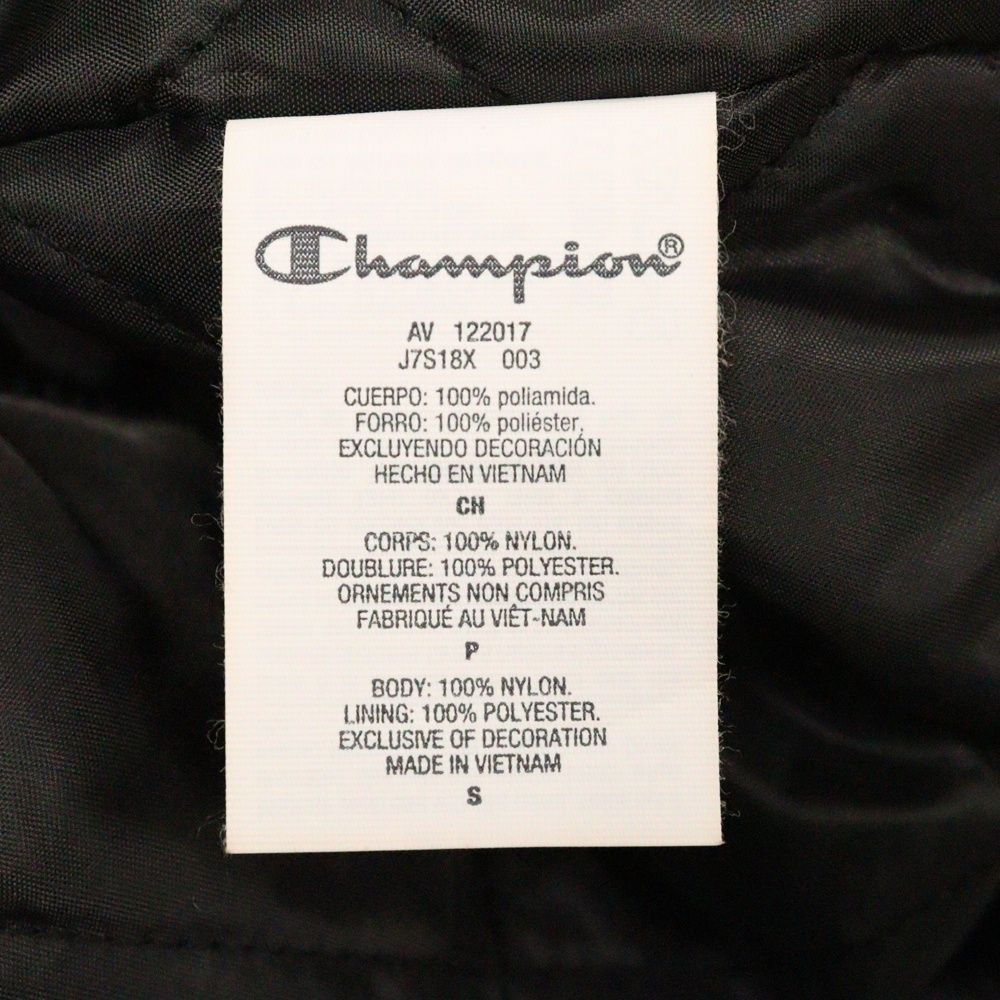 Champion®
AV 122017
J7S18X 003
CUERPO: 100% poliamida.
FORRO: 100% poliéster.
EXCLUYENDO DECORACIÓN
HECHO EN VIETNAM
CH
CORPS: 100% NYLON.
DOUBLURE: 100% POLYESTER.
ORNEMENTS NON COMPRIS
FABRIQUÉ AU VIÊT-NAM
P
BODY: 100% NYLON.
LINING: 100% POLYESTER.
EXCLUSIVE OF DECORATION
MADE IN VIETNAM
S